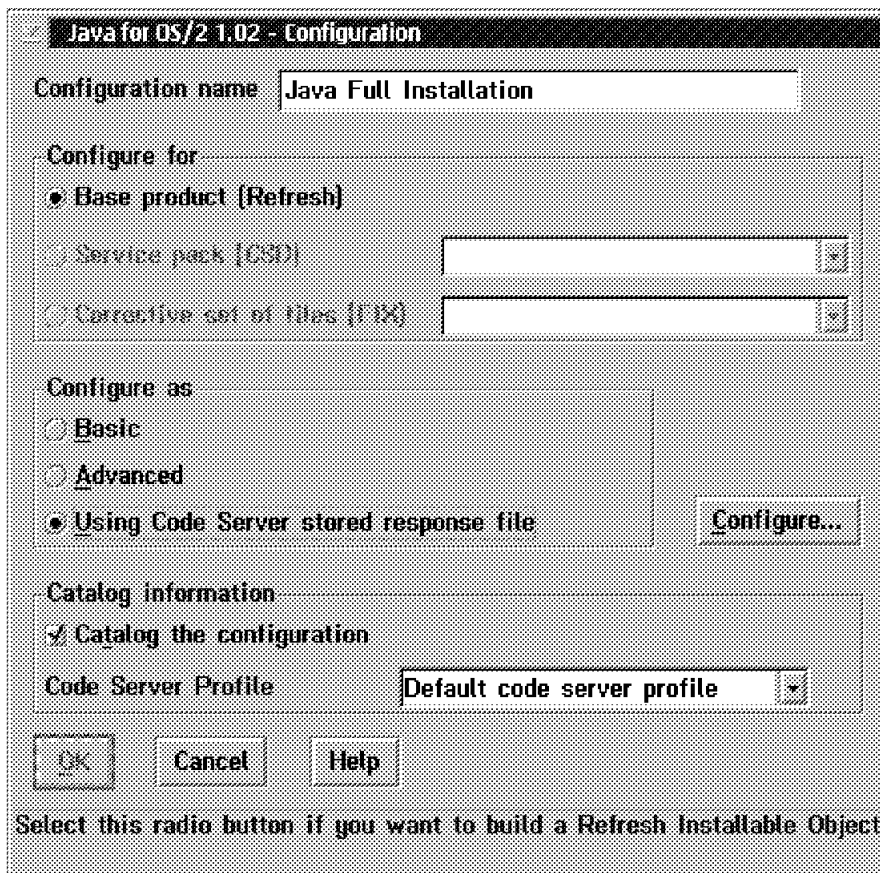 Java for OS/2 1.02 - Configuration
Configuration name Java Full Installation
Configure for
Base product (Refresh)
Service pack (CSD)
Corrective set of files (FIX)
Configure as
Basic
Advanced
Using Code Server stored response file
Configure...
Catalog information
Catalog the configuration
Code Server Profile Default code server profile
OK Cancel Help
Select this radio button if you want to build a Refresh Installable Object